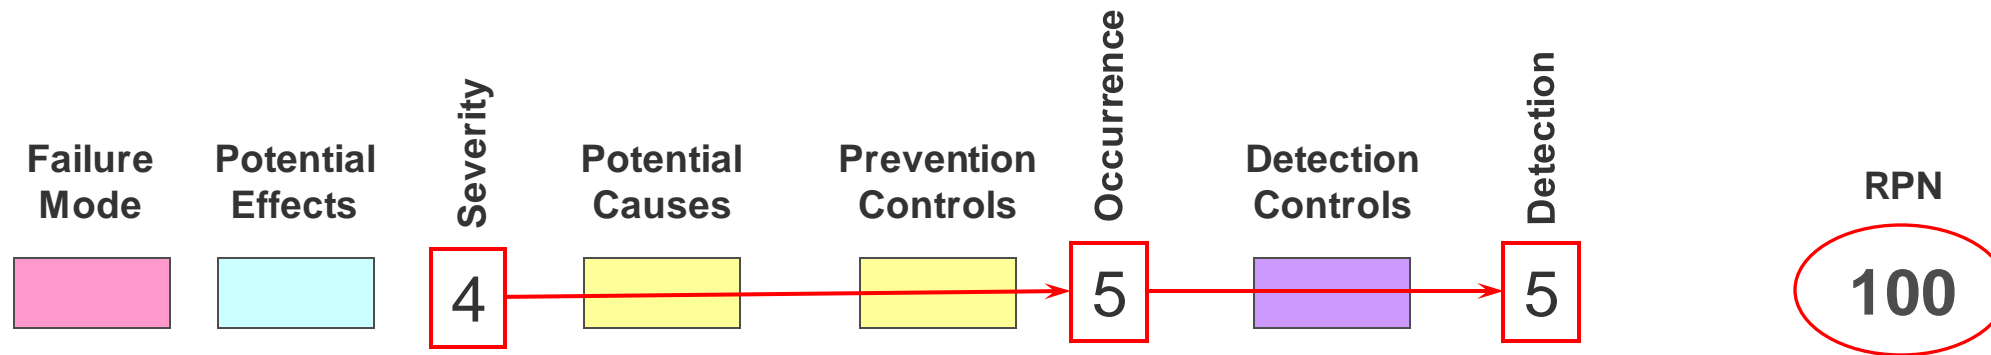 Failure
Mode
Potential
Effects
Severity
Potential
Causes
Prevention
Controls
Occurrence
Detection
Controls
Detection
RPN
4
5
5
100